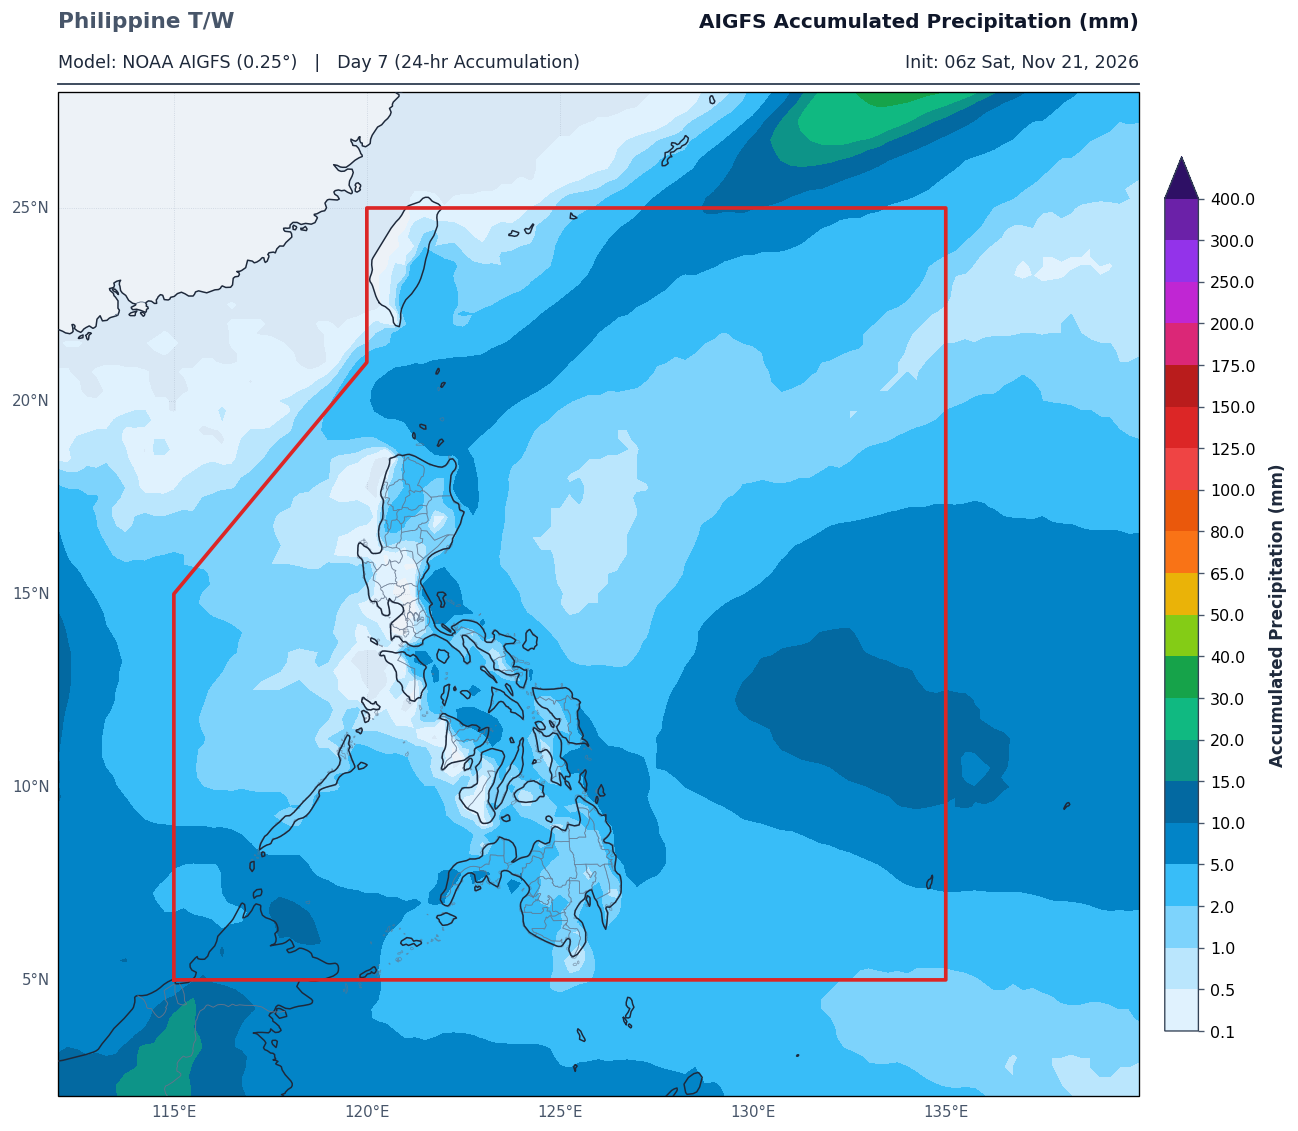 Philippine T/W
AIGFS Accumulated Precipitation (mm)
Model: NOAA AIGFS (0.25°)   |   Day 7 (24-hr Accumulation)
Init: 06z Sat, Nov 21, 2026
25°N
20°N
15°N
10°N
5°N
115°E
120°E
125°E
130°E
135°E
400.0
300.0
250.0
200.0
175.0
150.0
125.0
100.0
80.0
65.0
50.0
40.0
30.0
20.0
15.0
10.0
5.0
2.0
1.0
0.5
0.1
Accumulated Precipitation (mm)